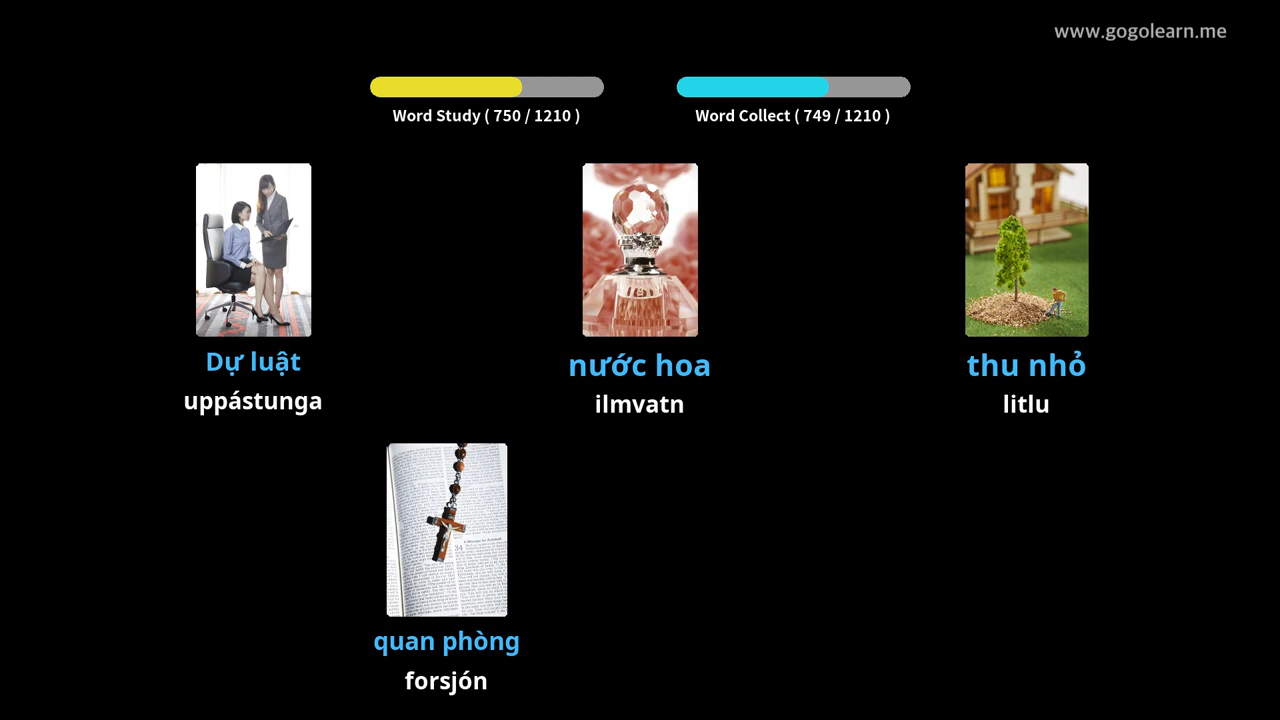 www.gogolearn.me
Word Study ( 750 / 1210 )
Word Collect ( 749 / 1210 )
Dự luật
uppástunga
nước hoa
ilmvatn
thu nhỏ
litlu
quan phòng
forsjón